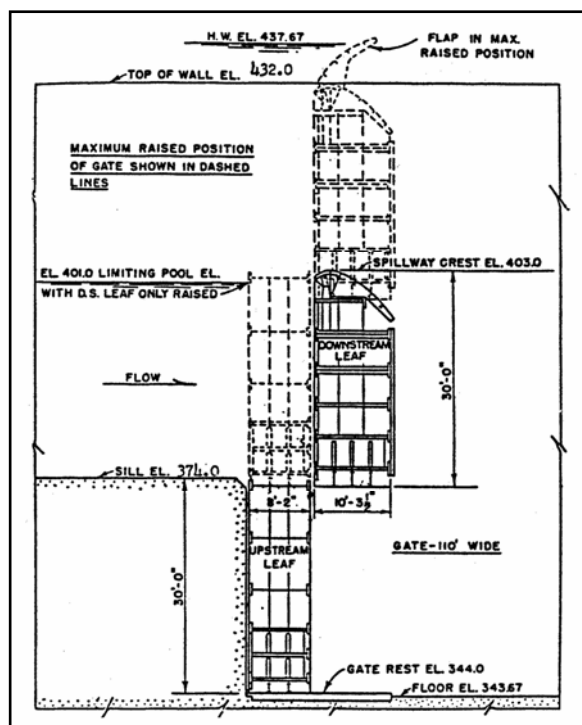 H.W. EL. 437.67
FLAP IN MAX.
RAISED POSITION
TOP OF WALL EL. 432.0
MAXIMUM RAISED POSITION
OF GATE SHOWN IN DASHED
LINES
SPILLWAY CREST EL. 403.0
EL. 401.0 LIMITING POOL EL.
WITH D.S. LEAF ONLY RAISED
DOWNSTREAM
LEAF
30'-0"
FLOW
SILL EL. 374.0
8'-2"
10'-3½"
UPSTREAM
LEAF
GATE-110' WIDE
30'-0"
GATE REST EL. 344.0
FLOOR EL. 343.67